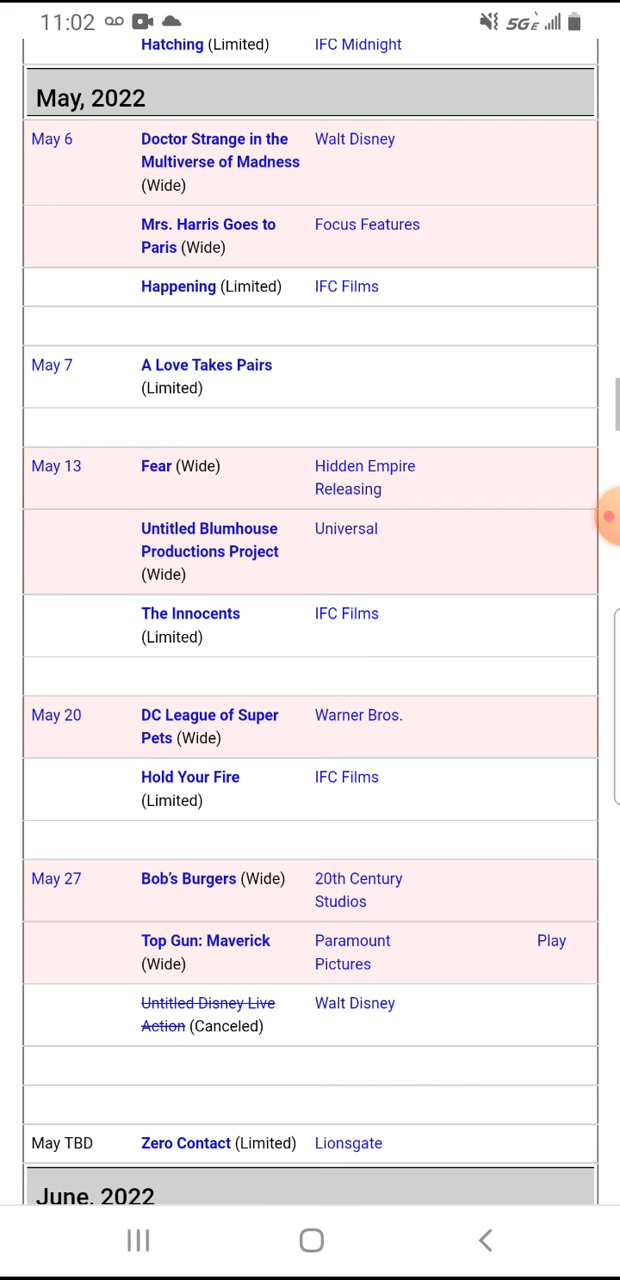 11:02
5GE
Hatching (Limited) IFC Midnight
May, 2022
May 6 Doctor Strange in the Walt Disney
Multiverse of Madness
(Wide)
Mrs. Harris Goes to Focus Features
Paris (Wide)
Happening (Limited) IFC Films
May 7 A Love Takes Pairs
(Limited)
May 13 Fear (Wide) Hidden Empire
Releasing
Untitled Blumhouse Universal
Productions Project
(Wide)
The Innocents IFC Films
(Limited)
May 20 DC League of Super Warner Bros.
Pets (Wide)
Hold Your Fire IFC Films
(Limited)
May 27 Bob's Burgers (Wide) 20th Century
Studios
Top Gun: Maverick Paramount Play
(Wide) Pictures
Untitled Disney Live Walt Disney
Action (Canceled)
May TBD Zero Contact (Limited) Lionsgate
June, 2022